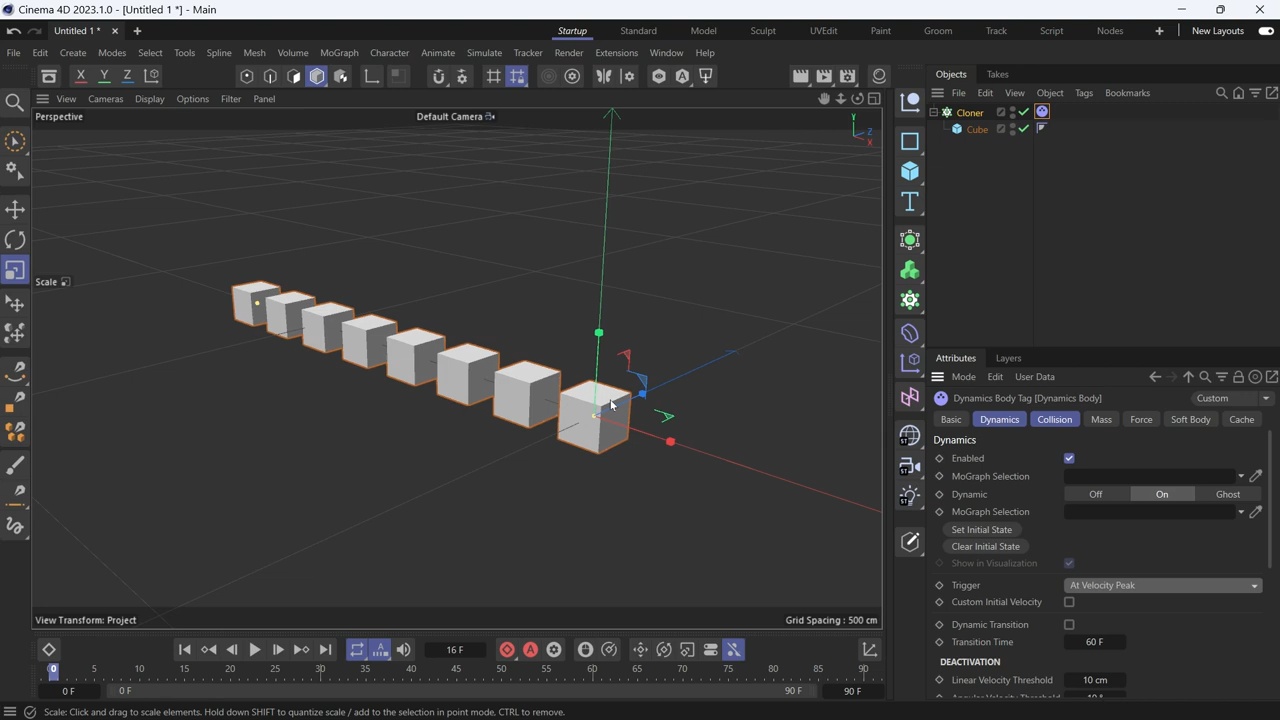 Cinema 4D 2023.1.0 - [Untitled 1 *] - Main
Untitled 1 *
Startup Standard Model Sculpt UVEdit Paint Groom Track Script Nodes New Layouts
File Edit Create Modes Select Tools Spline Mesh Volume MoGraph Character Animate Simulate Tracker Render Extensions Window Help
X Y Z
Objects Takes
View Cameras Display Options Filter Panel
File Edit View Object Tags Bookmarks
Perspective
Default Camera
Y
Z
X
Cloner
Cube
Scale
Attributes Layers
Mode Edit User Data
Dynamics Body Tag [Dynamics Body]
Custom
Basic Dynamics Collision Mass Force Soft Body Cache
Dynamics
Enabled
MoGraph Selection
Dynamic Off On Ghost
MoGraph Selection
Set Initial State
Clear Initial State
Show in Visualization
Trigger At Velocity Peak
Custom Initial Velocity
Dynamic Transition
Transition Time 60 F
DEACTIVATION
Linear Velocity Threshold 10 cm
View Transform: Project
Grid Spacing : 500 cm
16 F
0 5 10 15 20 25 30 35 40 45 50 55 60 65 70 75 80 85 90
0 F 0 F 90 F 90 F
Scale: Click and drag to scale elements. Hold down SHIFT to quantize scale / add to the selection in point mode, CTRL to remove.